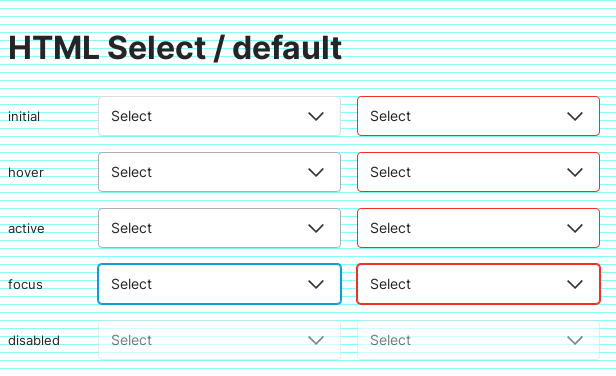 HTML Select / default
initial Select Select
hover Select Select
active Select Select
focus Select Select
disabled Select Select